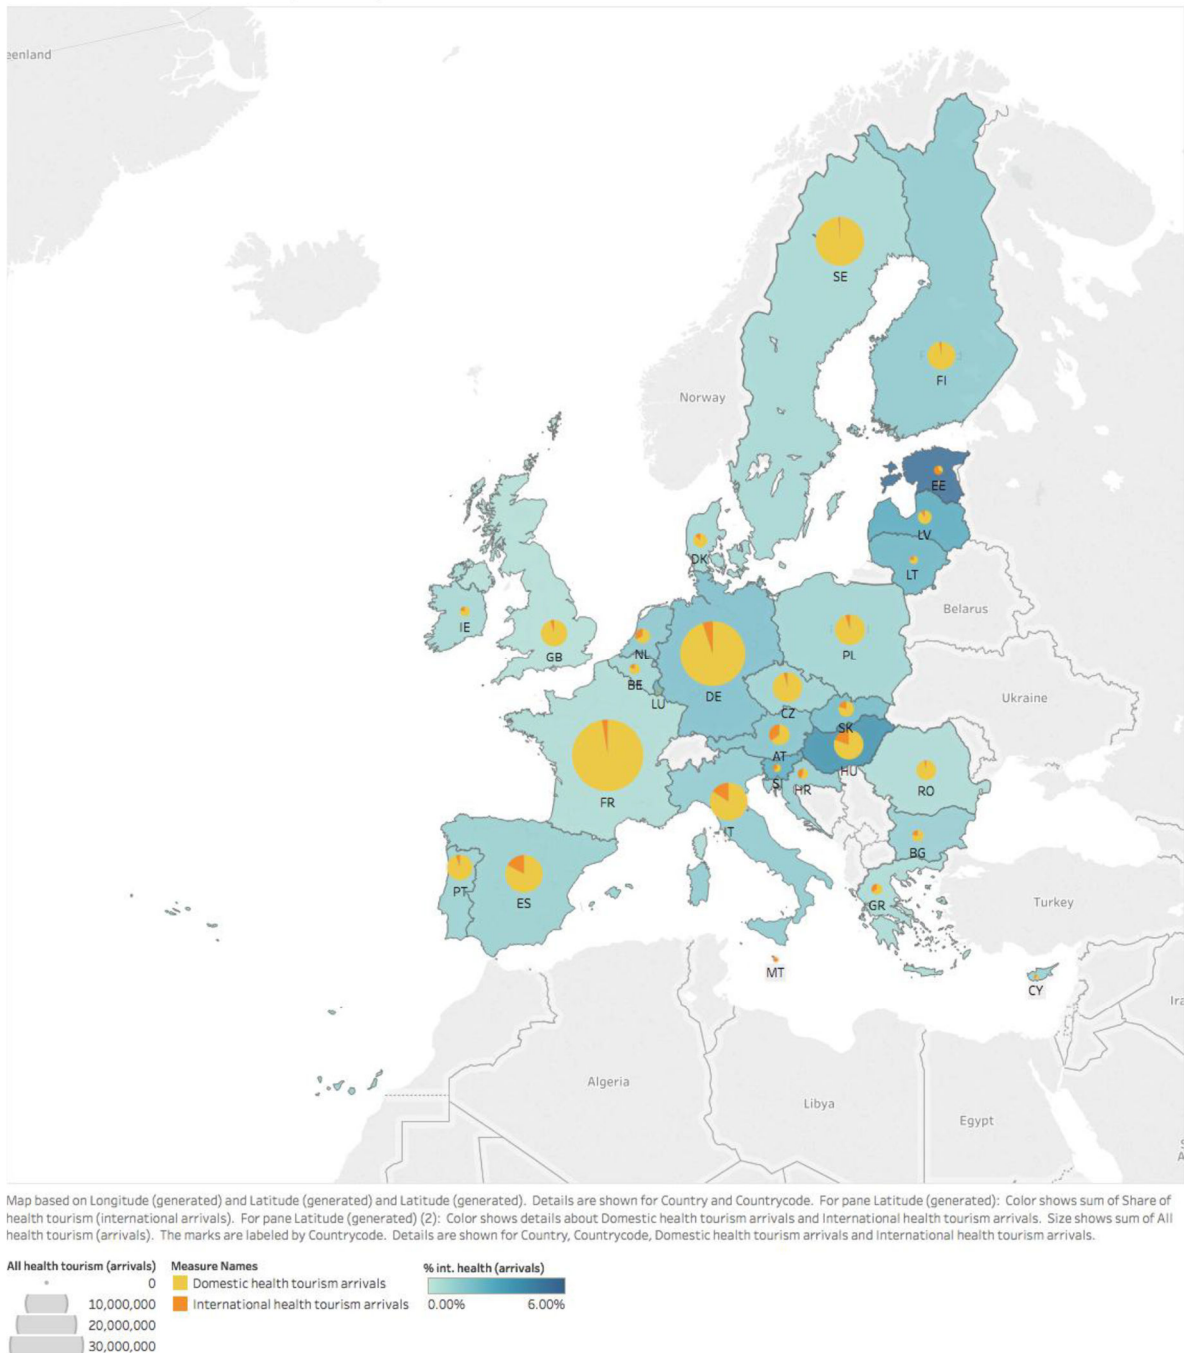 eenland
SE
FI
Norway
EE
LV
DK
LT
Belarus
IE
GB
NL
PL
BE
DE
LU
CZ
Ukraine
SK
AT
HU
SI
HR
RO
FR
IT
BG
PT
ES
GR
Turkey
MT
CY
Ira
Algeria
Libya
Egypt
S
A
Map based on Longitude (generated) and Latitude (generated) and Latitude (generated). Details are shown for Country and Countrycode. For pane Latitude (generated): Color shows sum of Share of
health tourism (international arrivals). For pane Latitude (generated) (2): Color shows details about Domestic health tourism arrivals and International health tourism arrivals. Size shows sum of All
health tourism (arrivals). The marks are labeled by Countrycode. Details are shown for Country, Countrycode, Domestic health tourism arrivals and International health tourism arrivals.
All health tourism (arrivals)
0
10,000,000
20,000,000
30,000,000
Measure Names
Domestic health tourism arrivals
International health tourism arrivals
% int. health (arrivals)
0.00% 6.00%